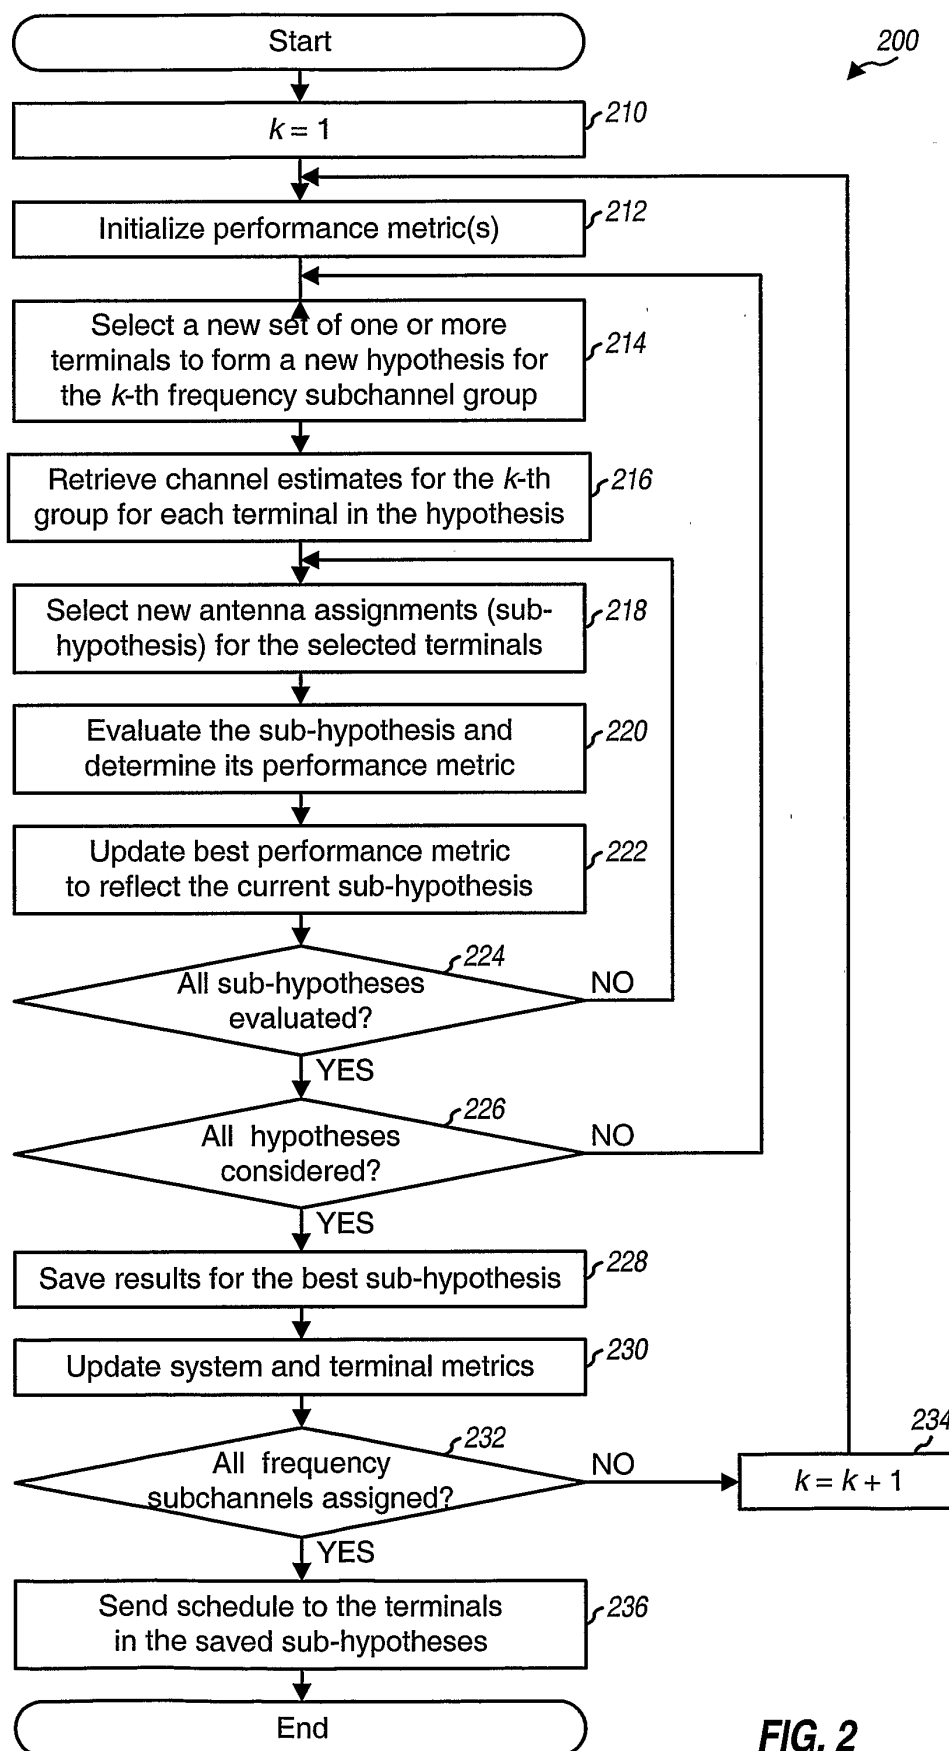 Start
200
k = 1
210
Initialize performance metric(s)
212
Select a new set of one or more
terminals to form a new hypothesis for
the k-th frequency subchannel group
214
Retrieve channel estimates for the k-th
group for each terminal in the hypothesis
216
Select new antenna assignments (sub-
hypothesis) for the selected terminals
218
Evaluate the sub-hypothesis and
determine its performance metric
220
Update best performance metric
to reflect the current sub-hypothesis
222
224
All sub-hypotheses
evaluated?
NO
YES
226
All hypotheses
considered?
NO
YES
Save results for the best sub-hypothesis
228
Update system and terminal metrics
230
232
All frequency
subchannels assigned?
NO
234
k = k + 1
YES
Send schedule to the terminals
in the saved sub-hypotheses
236
End
FIG. 2